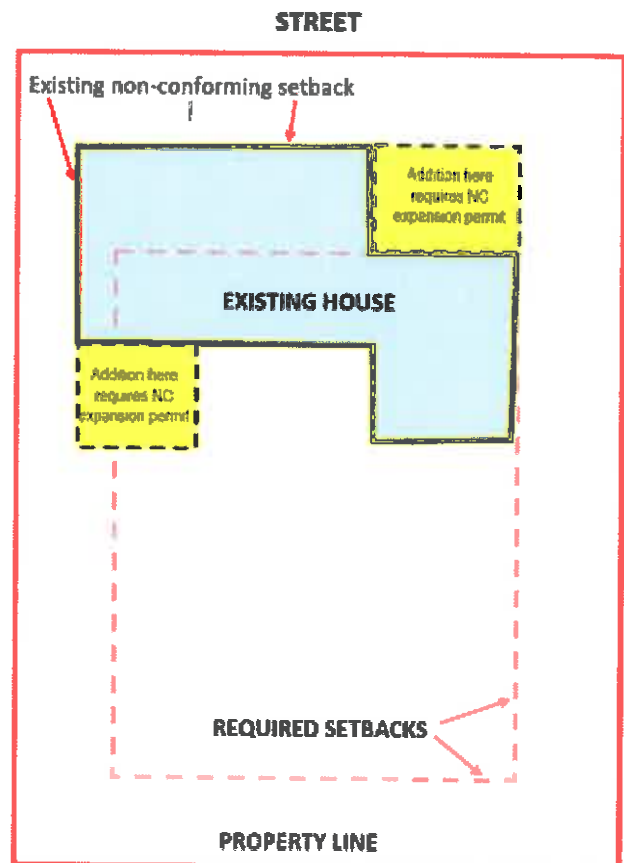 STREET
Existing non-conforming setback
Addition here
requires NC
expansion permit
EXISTING HOUSE
Addition here
requires NC
expansion permit
REQUIRED SETBACKS
PROPERTY LINE